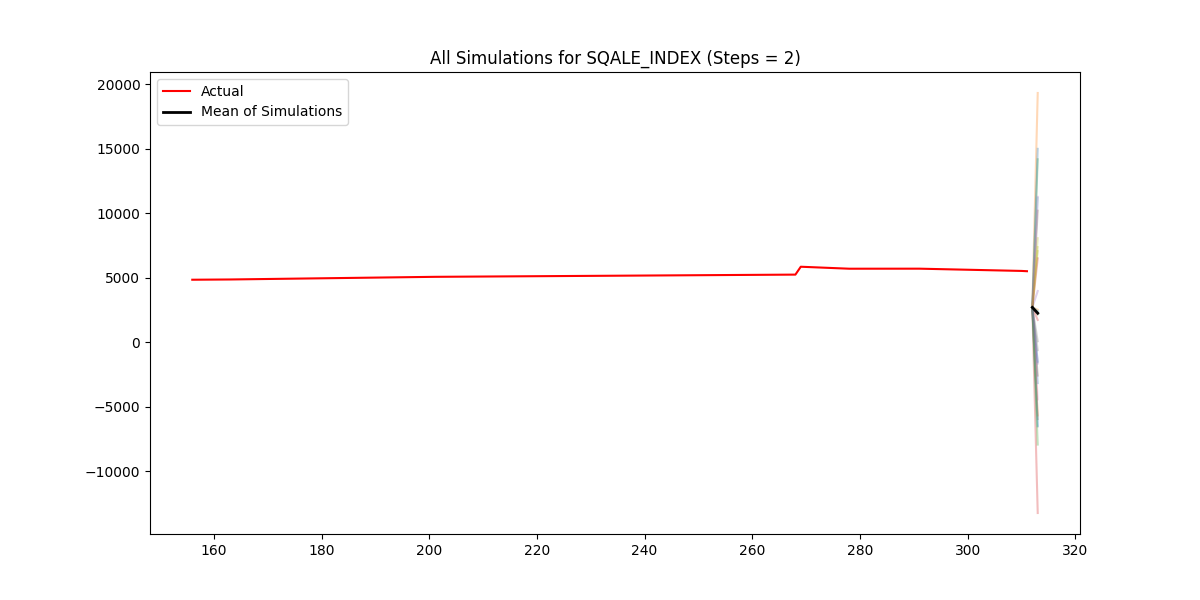 All Simulations for SQALE_INDEX (Steps = 2)
Actual
Mean of Simulations
20000
15000
10000
5000
0
−5000
−10000
160 180 200 220 240 260 280 300 320